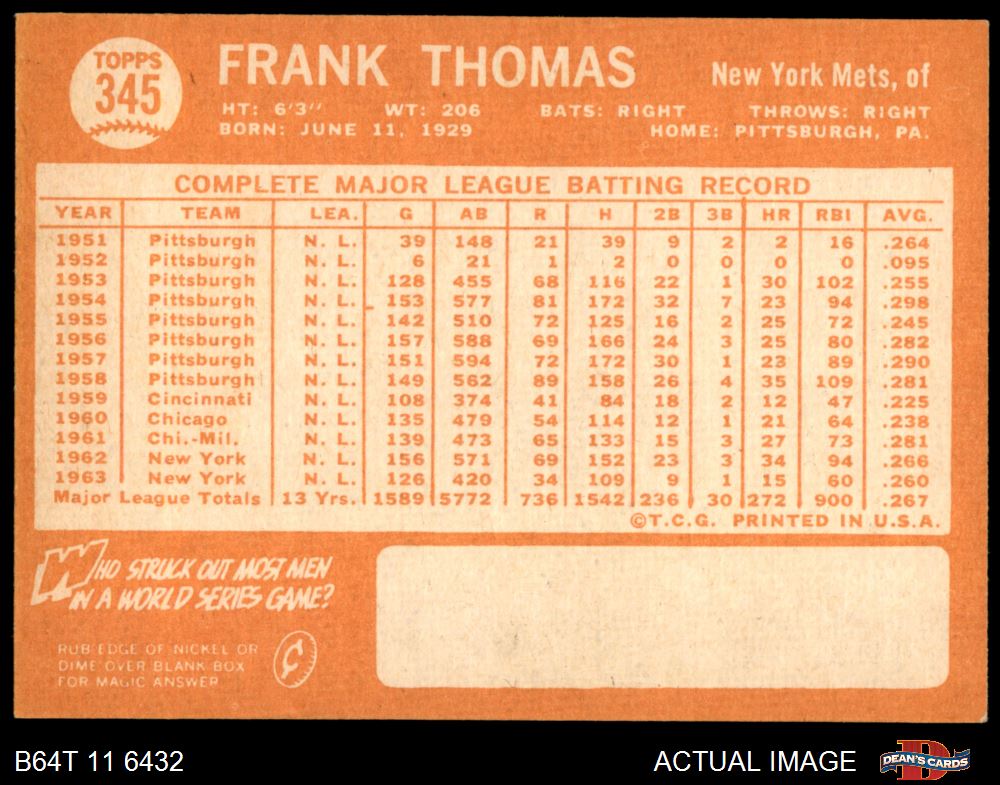 TOPPS
345
FRANK THOMAS
New York Mets, of
HT: 6'3" WT: 206 BATS: RIGHT THROWS: RIGHT
BORN: JUNE 11, 1929 HOME: PITTSBURGH, PA.
COMPLETE MAJOR LEAGUE BATTING RECORD
YEAR TEAM LEA. G AB R H 2B 3B HR RBI AVG.
1951 Pittsburgh N. L. 39 148 21 39 9 2 2 16 .264
1952 Pittsburgh N. L. 6 21 1 2 0 0 0 0 .095
1953 Pittsburgh N. L. 128 455 68 116 22 1 30 102 .255
1954 Pittsburgh N. L. 153 577 81 172 32 7 23 94 .298
1955 Pittsburgh N. L. 142 510 72 125 16 2 25 72 .245
1956 Pittsburgh N. L. 157 588 69 166 24 3 25 80 .282
1957 Pittsburgh N. L. 151 594 72 172 30 1 23 89 .290
1958 Pittsburgh N. L. 149 562 89 158 26 4 35 109 .281
1959 Cincinnati N. L. 108 374 41 84 18 2 12 47 .225
1960 Chicago N. L. 135 479 54 114 12 1 21 64 .238
1961 Chi.-Mil. N. L. 139 473 65 133 15 3 27 73 .281
1962 New York N. L. 156 571 69 152 23 3 34 94 .266
1963 New York N. L. 126 420 34 109 9 1 15 60 .260
Major League Totals 13 Yrs. 1589 5772 736 1542 236 30 272 900 .267
©T.C.G. PRINTED IN U.S.A.
WHO STRUCK OUT MOST MEN
IN A WORLD SERIES GAME?
RUB EDGE OF NICKEL OR
DIME OVER BLANK BOX
FOR MAGIC ANSWER
¢
B64T 11 6432
ACTUAL IMAGE
D
DEAN'S CARDS